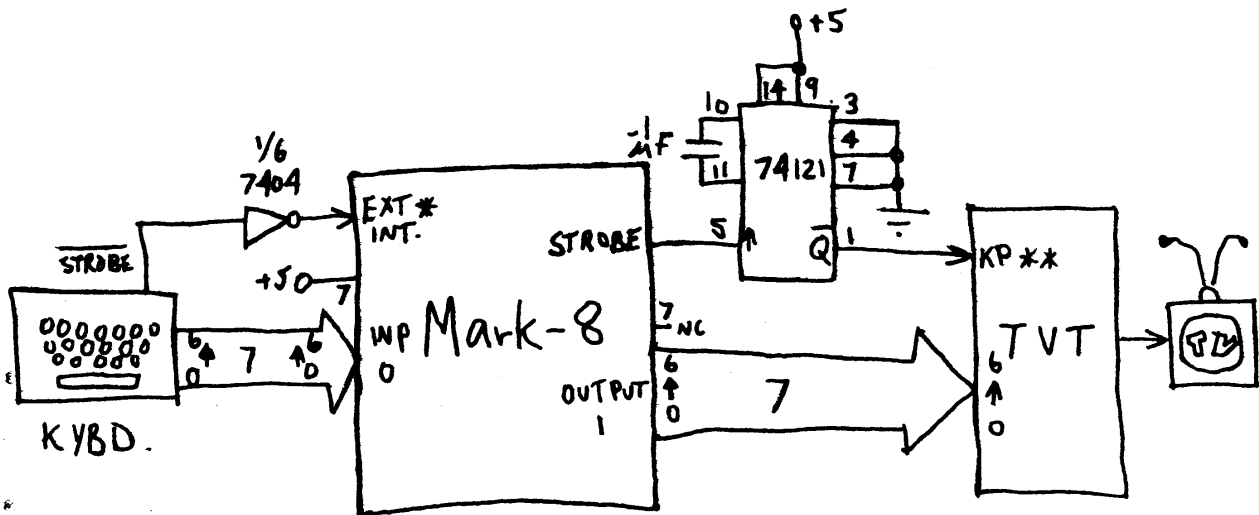 +5
14 9
10 3
.1 µF 4
11 74121 7
1/6
7404
EXT *
INT.
STROBE 5 Q̅ 1 KP **
S̅T̅R̅O̅B̅E̅
+5
7
7 NC
6 7 6 INP Mark-8 6 TVT 6 TV
0 0 0 OUTPUT 0 7 0
1
KYBD.